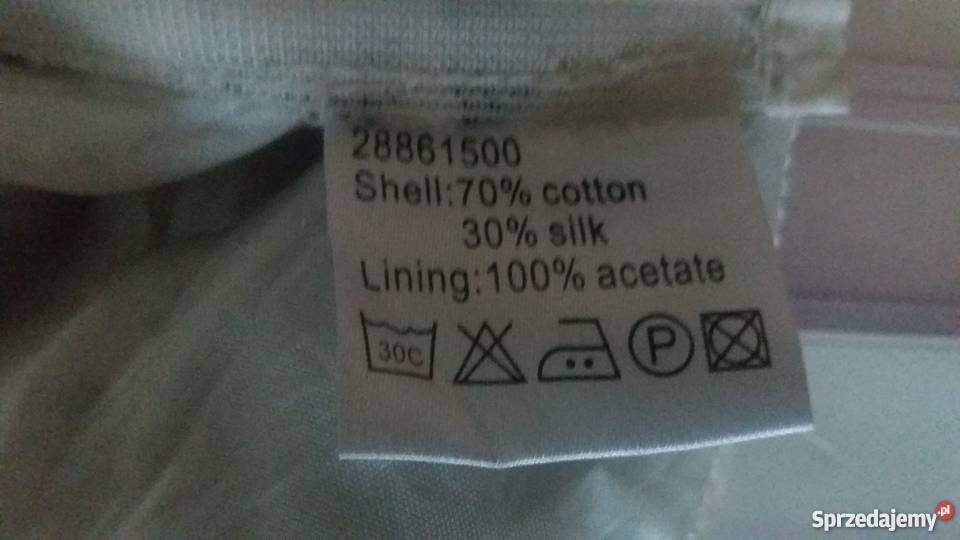 28861500
Shell:70% cotton
30% silk
Lining:100% acetate
30C
P
Sprzedajemy.pl